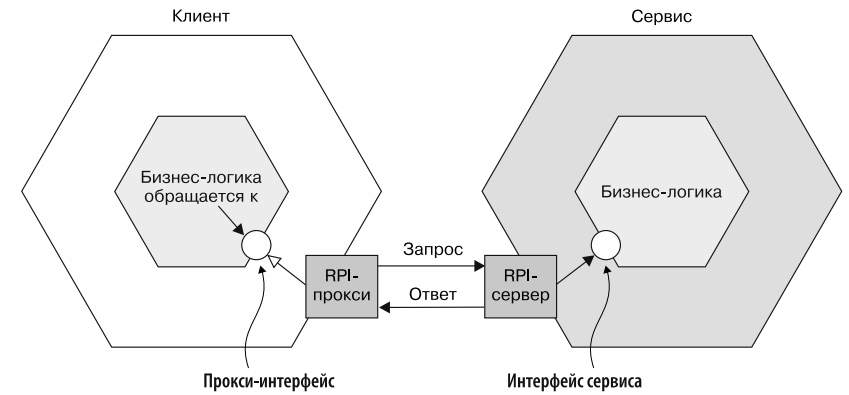 Клиент
Сервис
Бизнес-логика
обращается к
Бизнес-логика
Запрос
RPI-
прокси
RPI-
сервер
Ответ
Прокси-интерфейс
Интерфейс сервиса